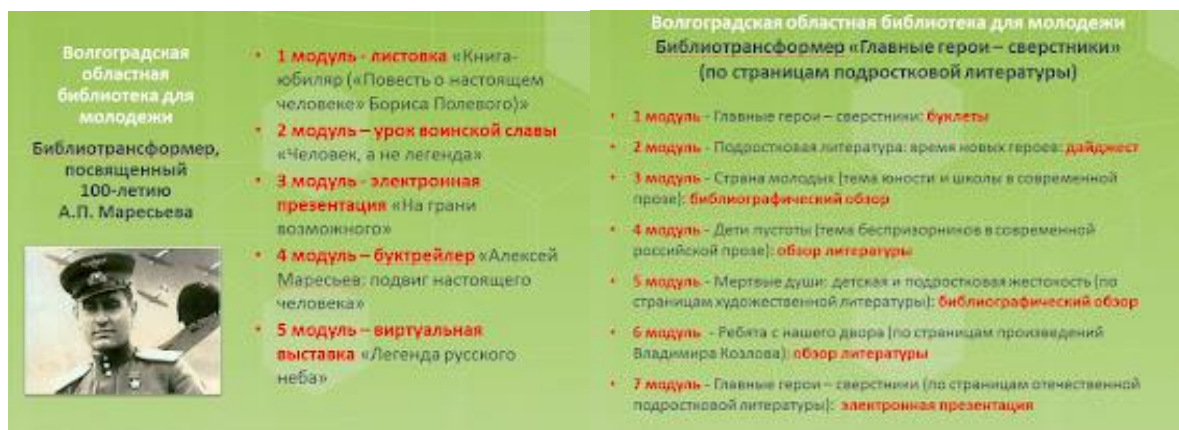 Волгоградская
областная
библиотека для
молодежи
Библиотрансформер,
посвященный
100-летию
А.П. Маресьева
• 1 модуль - листовка «Книга-
юбиляр («Повесть о настоящем
человеке» Бориса Полевого)»
• 2 модуль – урок воинской славы
«Человек, а не легенда»
• 3 модуль - электронная
презентация «На грани
возможного»
• 4 модуль – буктрейлер «Алексей
Маресьев: подвиг настоящего
человека»
• 5 модуль – виртуальная
выставка «Легенда русского
неба»
Волгоградская областная библиотека для молодежи
Библиотрансформер «Главные герои – сверстники»
(по страницам подростковой литературы)
• 1 модуль - Главные герои – сверстники: буклеты
• 2 модуль - Подростковая литература: время новых героев: дайджест
• 3 модуль - Страна молодых (тема юности и школы в современной
прозе): библиографический обзор
• 4 модуль - Дети пустоты (тема беспризорников в современной
российской прозе): обзор литературы
• 5 модуль - Мертвые души: детская и подростковая жестокость (по
страницам художественной литературы): библиографический обзор
• 6 модуль - Ребята с нашего двора (по страницам произведений
Владимира Козлова): обзор литературы
• 7 модуль - Главные герои – сверстники (по страницам отечественной
подростковой литературы): электронная презентация